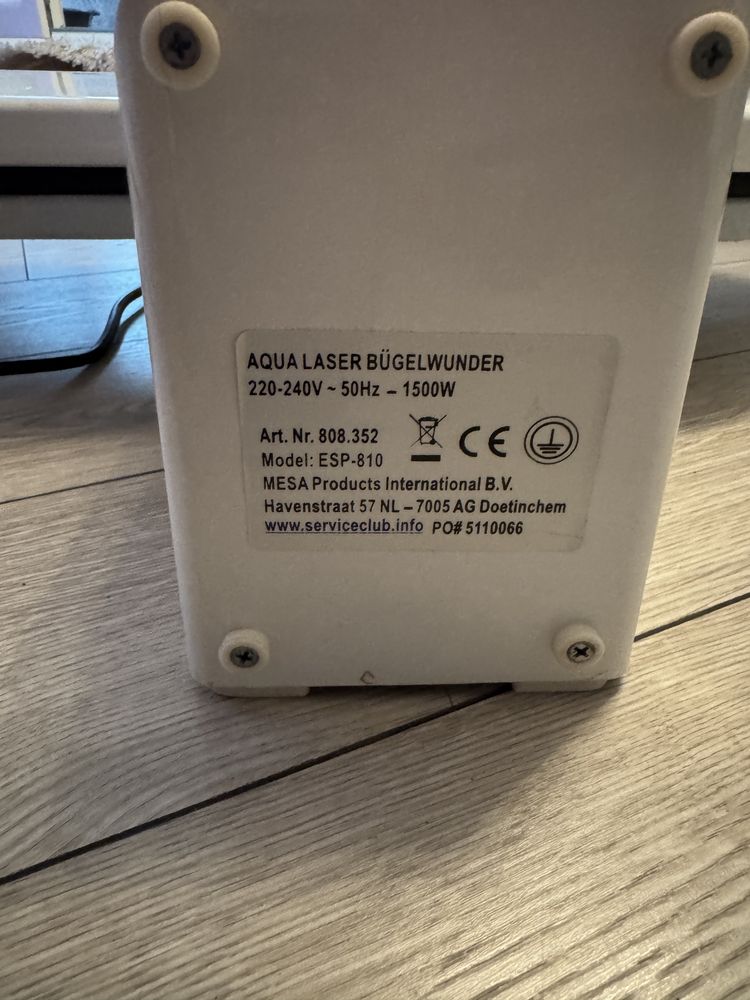 AQUA LASER BÜGELWUNDER
220-240V ~ 50Hz – 1500W
Art. Nr. 808.352
Model: ESP-810
CE
MESA Products International B.V.
Havenstraat 57 NL – 7005 AG Doetinchem
www.serviceclub.info PO# 5110066